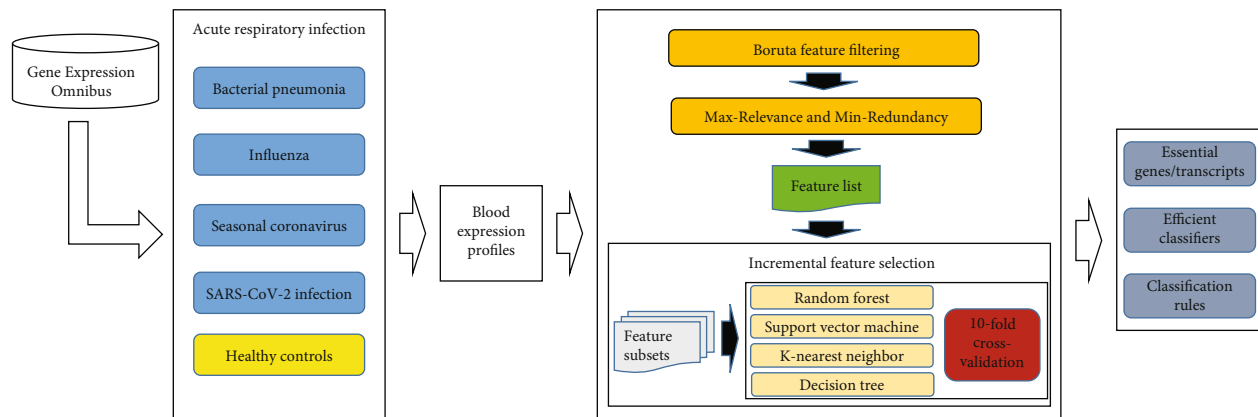 Gene Expression
Omnibus
Acute respiratory infection
Bacterial pneumonia
Influenza
Seasonal coronavirus
SARS-CoV-2 infection
Healthy controls
Blood
expression
profiles
Boruta feature filtering
Max-Relevance and Min-Redundancy
Feature list
Incremental feature selection
Feature
subsets
Random forest
Support vector machine
K-nearest neighbor
Decision tree
10-fold
cross-
validation
Essential
genes/transcripts
Efficient
classifiers
Classification
rules